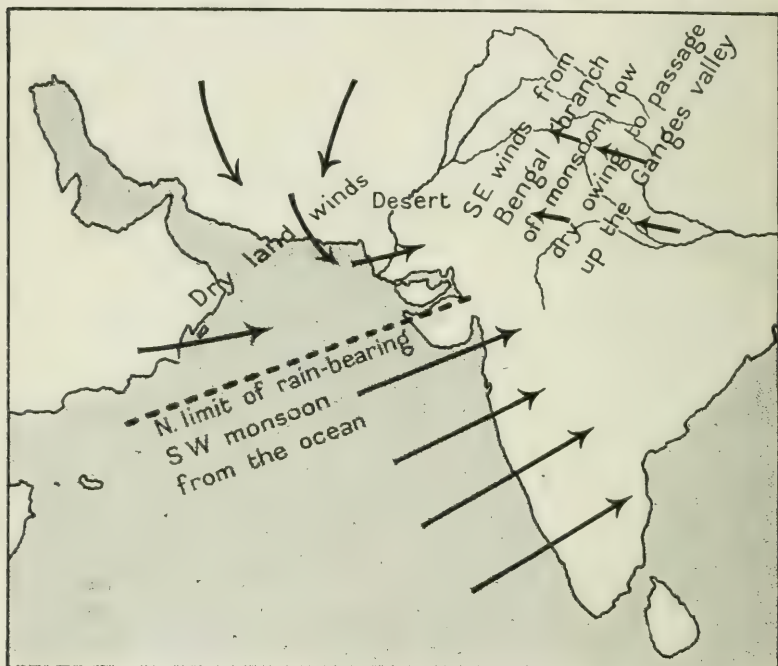 SE winds from
Bengal branch
of monsoon now
dry owing to passage
up the Ganges valley
Desert
Dry land winds
N. limit of rain-bearing
SW monsoon
from the ocean